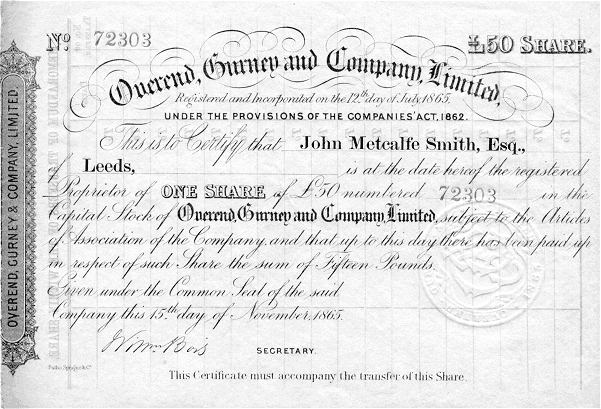 No. 72303
£50 SHARE.
Overend, Gurney and Company, Limited,
Registered and Incorporated on the 12th day of July 1865.
UNDER THE PROVISIONS OF THE COMPANIES' ACT, 1862.
This is to Certify that John Metcalfe Smith, Esq.,
of Leeds, is at the date hereof the registered
Proprietor of ONE SHARE of £50 numbered 72303 in the
Capital Stock of Overend, Gurney and Company, Limited, subject to the Articles
of Association of the Company, and that up to this day there has been paid up
in respect of such Share the sum of Fifteen Pounds.
Given under the Common Seal of the said
Company this 15th day of November, 1865.
SECRETARY.
This Certificate must accompany the transfer of this Share.
OVEREND, GURNEY & COMPANY, LIMITED